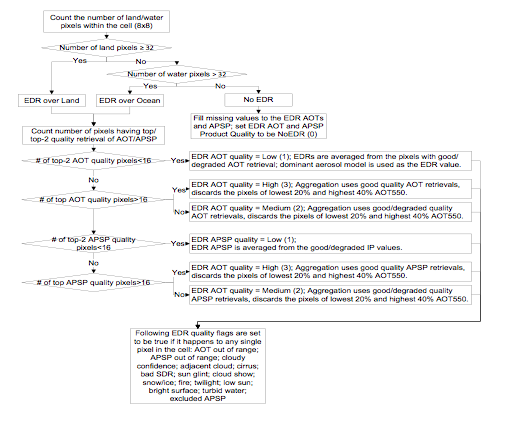 Count the number of land/water
pixels within the cell (8x8)
Number of land pixels ≥ 32
Yes
No
Number of water pixels > 32
Yes
No
EDR over Land
EDR over Ocean
No EDR
Fill missing values to the EDR AOTs
and APSP; set EDR AOT and APSP
Product Quality to be NoEDR (0)
Count number of pixels having top/
top-2 quality retrieval of AOT/APSP
# of top-2 AOT quality pixels<16
Yes
EDR AOT quality = Low (1); EDRs are averaged from the pixels with good/
degraded AOT retrieval; dominant aerosol model is used as the EDR value.
No
# of top AOT quality pixels>16
Yes
EDR AOT quality = High (3); Aggregation uses good quality AOT retrievals,
discards the pixels of lowest 20% and highest 40% AOT550.
No
EDR AOT quality = Medium (2); Aggregation uses good/degraded quality
AOT retrievals, discards the pixels of lowest 20% and highest 40% AOT550.
# of top-2 APSP quality
pixels<16
Yes
EDR APSP quality = Low (1);
EDR APSP is averaged from the good/degraded IP values.
No
# of top APSP quality pixels>16
Yes
EDR AOT quality = High (3); Aggregation uses good quality APSP retrievals,
discards the pixels of lowest 20% and highest 40% AOT550.
No
EDR AOT quality = Medium (2); Aggregation uses good/degraded quality
APSP retrievals, discards the pixels of lowest 20% and highest 40% AOT550.
Following EDR quality flags are set
to be true if it happens to any single
pixel in the cell: AOT out of range;
APSP out of range; cloudy
confidence; adjacent cloud; cirrus;
bad SDR; sun glint; cloud show;
snow/ice; fire; twilight; low sun;
bright surface; turbid water;
excluded APSP